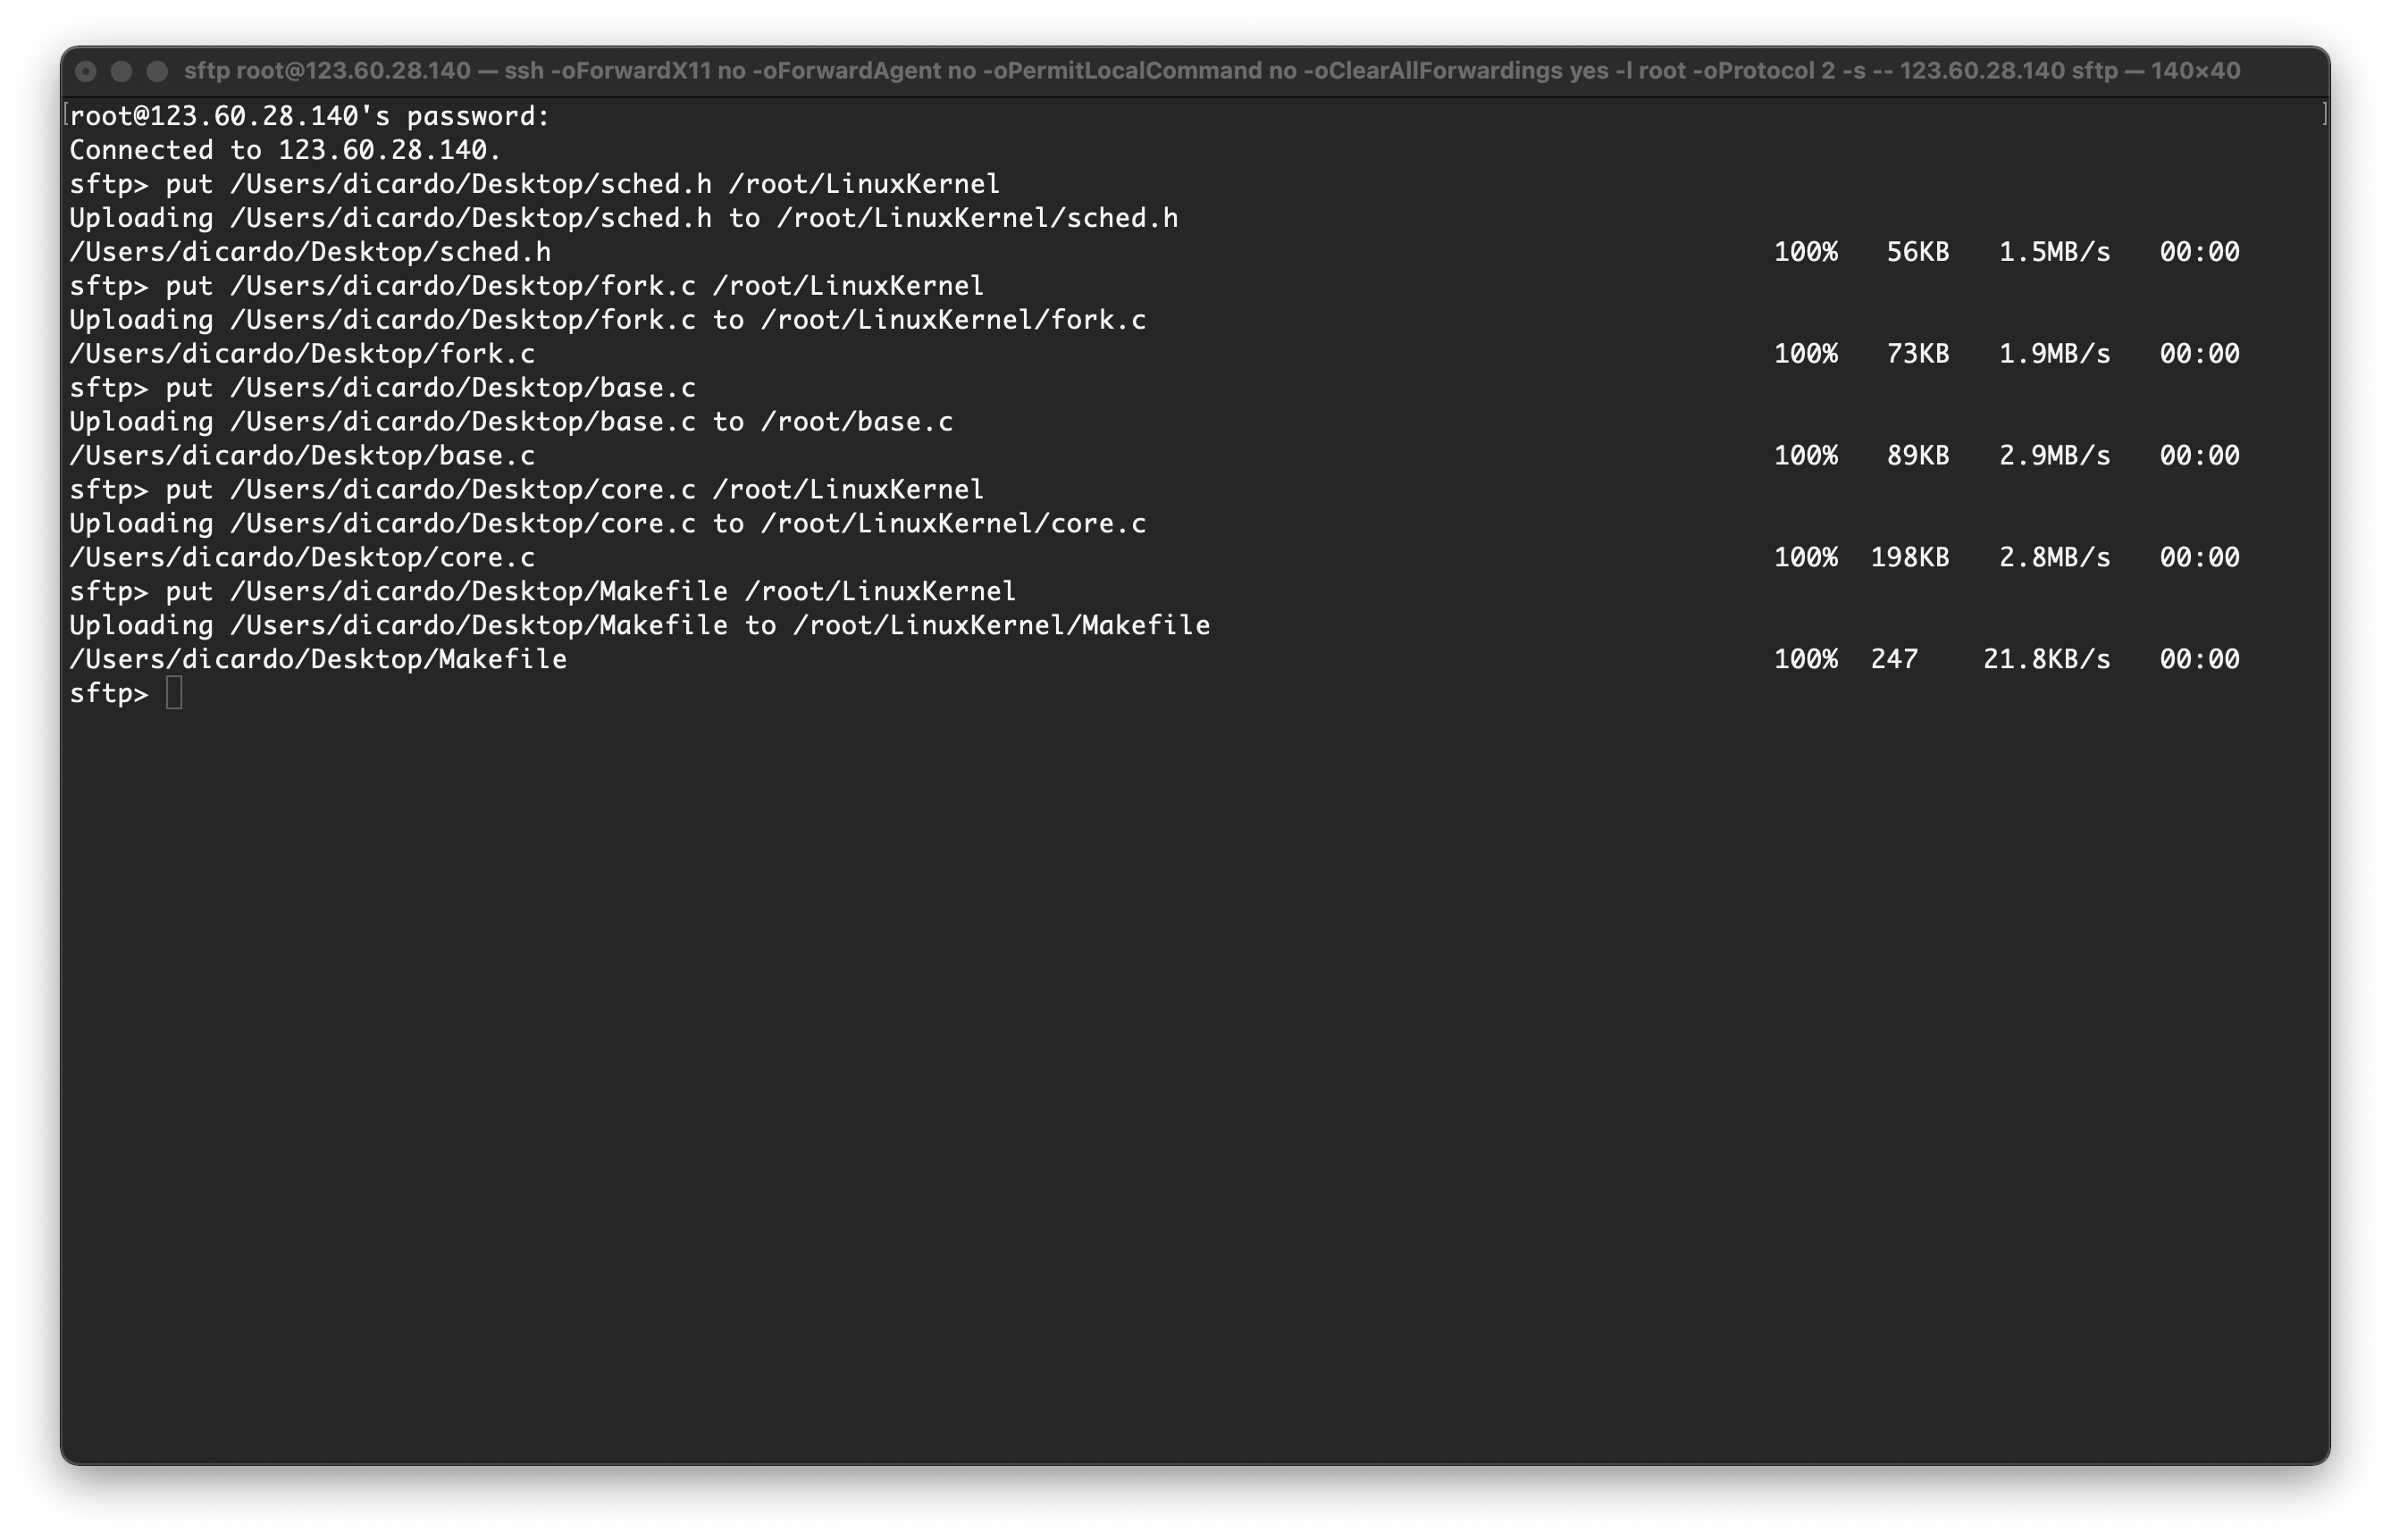 sftp root@123.60.28.140 — ssh -oForwardX11 no -oForwardAgent no -oPermitLocalCommand no -oClearAllForwardings yes -l root -oProtocol 2 -s -- 123.60.28.140 sftp — 140×40
[root@123.60.28.140's password: ]
Connected to 123.60.28.140.
sftp> put /Users/dicardo/Desktop/sched.h /root/LinuxKernel
Uploading /Users/dicardo/Desktop/sched.h to /root/LinuxKernel/sched.h
/Users/dicardo/Desktop/sched.h 100% 56KB 1.5MB/s 00:00
sftp> put /Users/dicardo/Desktop/fork.c /root/LinuxKernel
Uploading /Users/dicardo/Desktop/fork.c to /root/LinuxKernel/fork.c
/Users/dicardo/Desktop/fork.c 100% 73KB 1.9MB/s 00:00
sftp> put /Users/dicardo/Desktop/base.c
Uploading /Users/dicardo/Desktop/base.c to /root/base.c
/Users/dicardo/Desktop/base.c 100% 89KB 2.9MB/s 00:00
sftp> put /Users/dicardo/Desktop/core.c /root/LinuxKernel
Uploading /Users/dicardo/Desktop/core.c to /root/LinuxKernel/core.c
/Users/dicardo/Desktop/core.c 100% 198KB 2.8MB/s 00:00
sftp> put /Users/dicardo/Desktop/Makefile /root/LinuxKernel
Uploading /Users/dicardo/Desktop/Makefile to /root/LinuxKernel/Makefile
/Users/dicardo/Desktop/Makefile 100% 247 21.8KB/s 00:00
sftp>